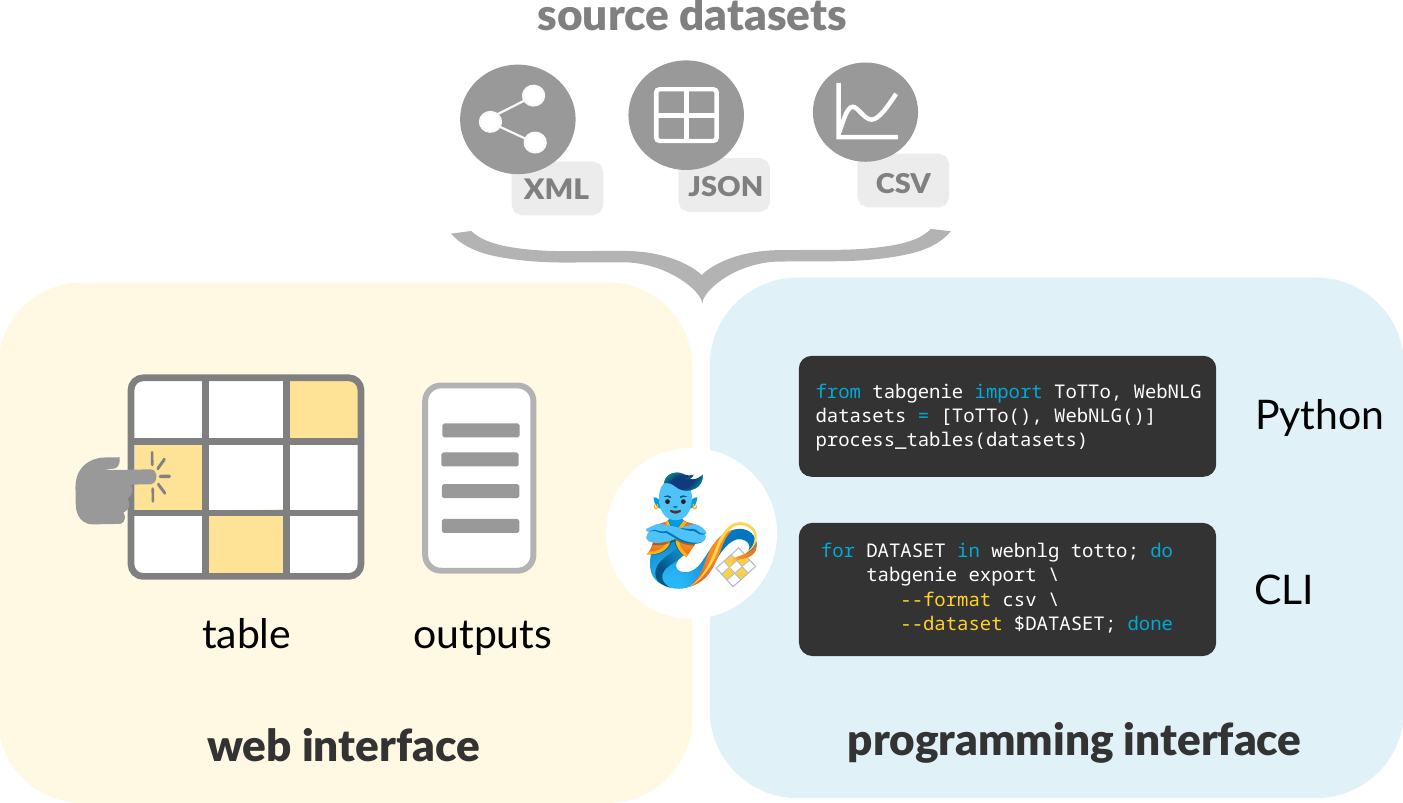 source datasets
XML
JSON
CSV
table
outputs
web interface
from tabgenie import ToTTo, WebNLG
datasets = [ToTTo(), WebNLG()]
process_tables(datasets)
Python
for DATASET in webnlg totto; do
    tabgenie export \
       --format csv \
       --dataset $DATASET; done
CLI
programming interface